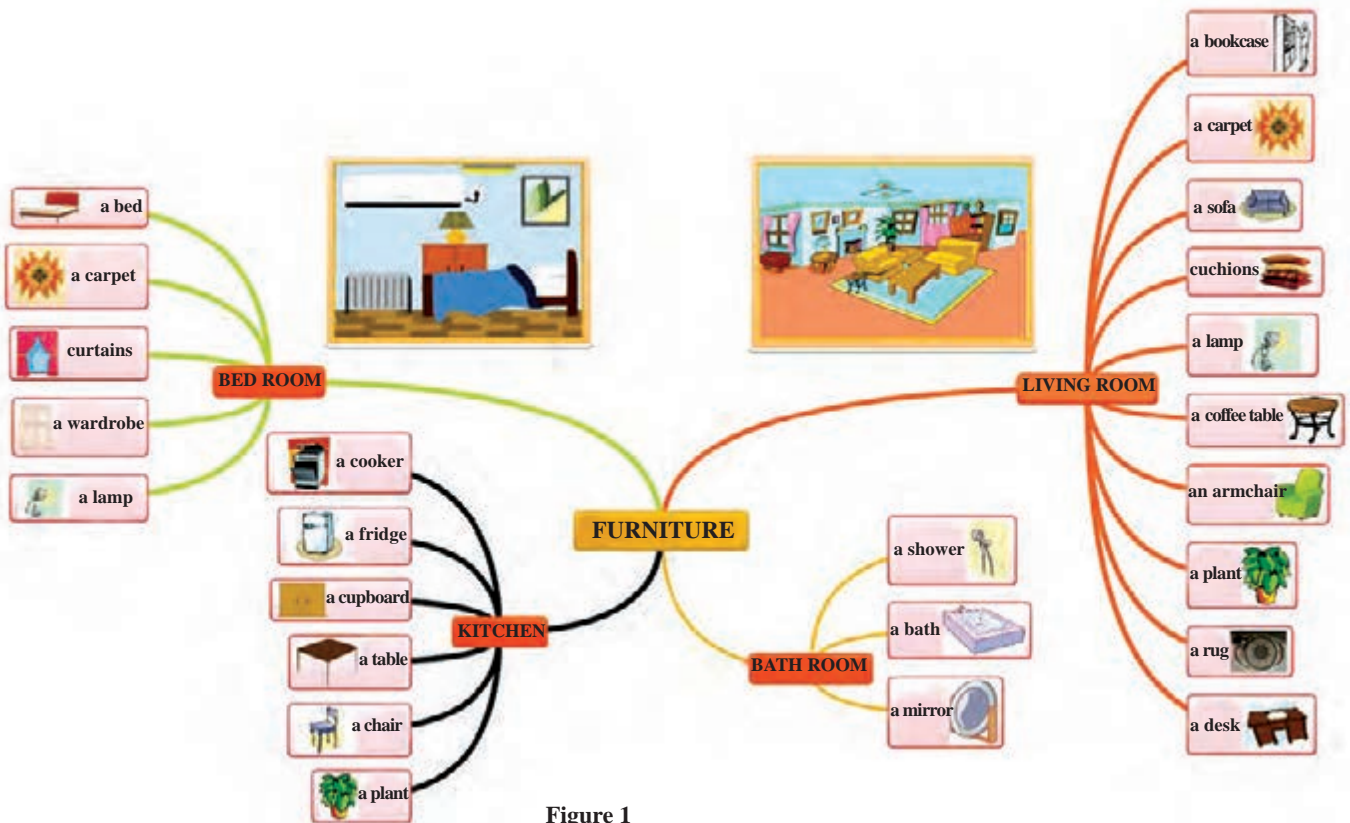 FURNITURE
BED ROOM
a bed
a carpet
curtains
a wardrobe
a lamp
KITCHEN
a cooker
a fridge
a cupboard
a table
a chair
a plant
BATH ROOM
a shower
a bath
a mirror
LIVING ROOM
a bookcase
a carpet
a sofa
cuchions
a lamp
a coffee table
an armchair
a plant
a rug
a desk
Figure 1